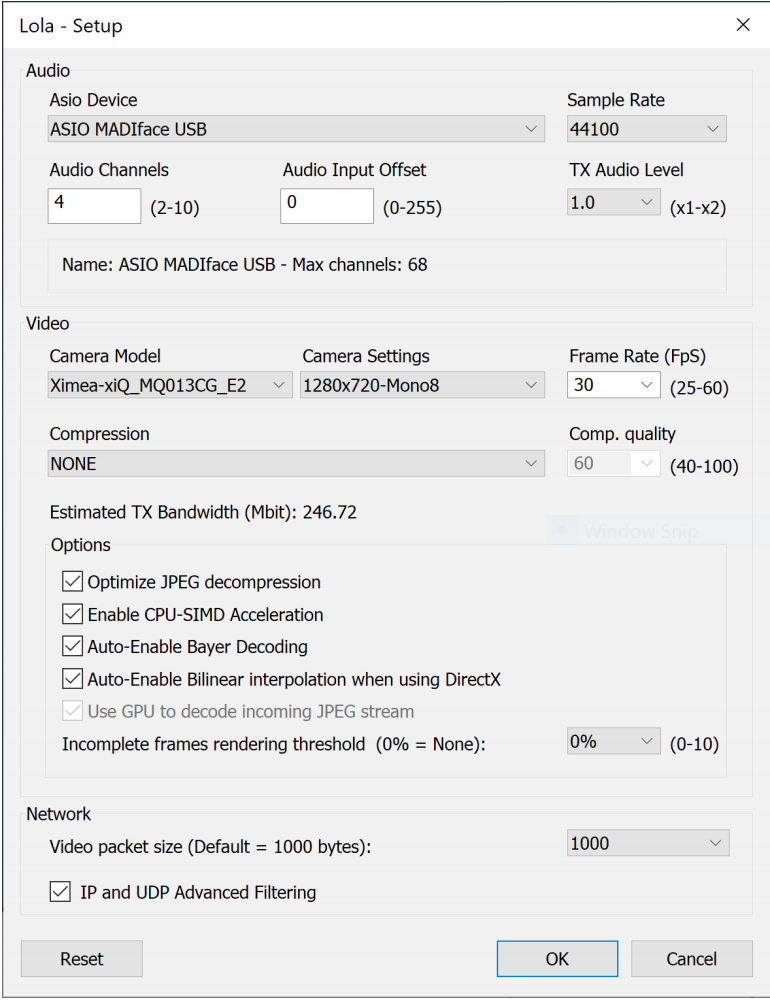 Lola - Setup
Audio
Asio Device Sample Rate
ASIO MADIface USB 44100
Audio Channels Audio Input Offset TX Audio Level
4 (2-10) 0 (0-255) 1.0 (x1-x2)
Name: ASIO MADIface USB - Max channels: 68
Video
Camera Model Camera Settings Frame Rate (FpS)
Ximea-xiQ_MQ013CG_E2 1280x720-Mono8 30 (25-60)
Compression Comp. quality
NONE 60 (40-100)
Estimated TX Bandwidth (Mbit): 246.72
Window Snip
Options
Optimize JPEG decompression
Enable CPU-SIMD Acceleration
Auto-Enable Bayer Decoding
Auto-Enable Bilinear interpolation when using DirectX
Use GPU to decode incoming JPEG stream
Incomplete frames rendering threshold (0% = None): 0% (0-10)
Network
Video packet size (Default = 1000 bytes): 1000
IP and UDP Advanced Filtering
Reset OK Cancel